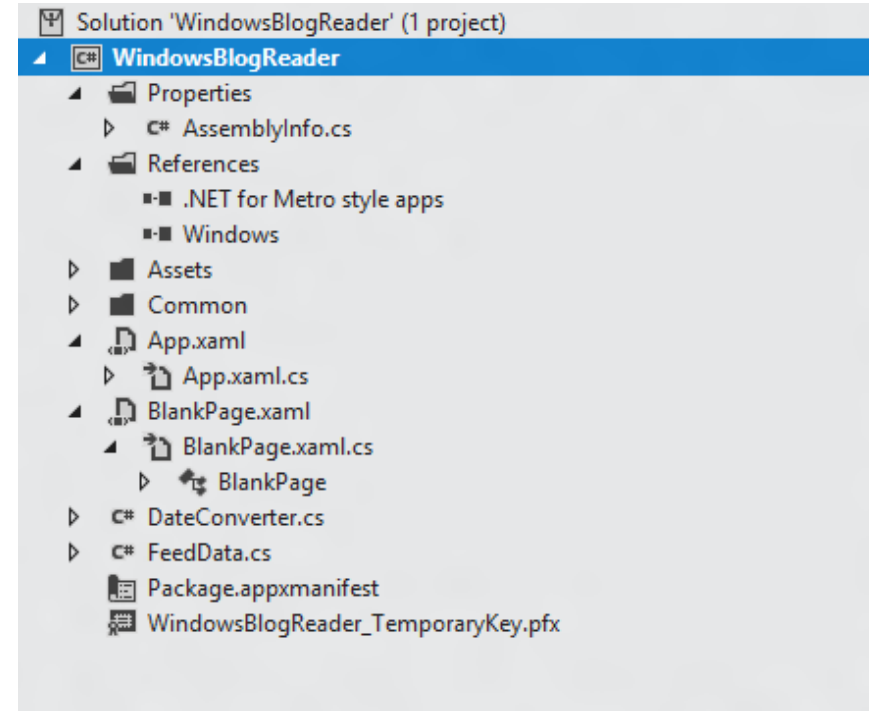 Solution 'WindowsBlogReader' (1 project)
C# WindowsBlogReader
Properties
C# AssemblyInfo.cs
References
.NET for Metro style apps
Windows
Assets
Common
App.xaml
App.xaml.cs
BlankPage.xaml
BlankPage.xaml.cs
BlankPage
C# DateConverter.cs
C# FeedData.cs
Package.appxmanifest
WindowsBlogReader_TemporaryKey.pfx